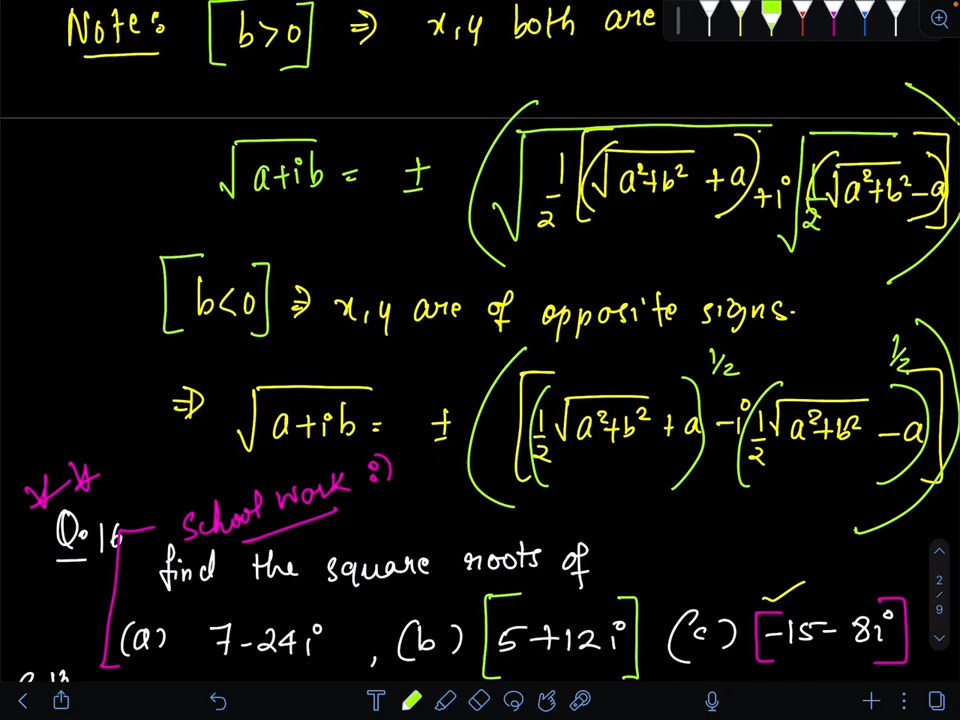 Note: [b>0] ⇒ x,y both are
√(a+ib) = ± (√(1/2[(√(a²+b²) + a)) + i √(1/2(√(a²+b²) - a)])
[b<0] ⇒ x,y are of opposite signs.
⇒ √(a+ib) = ± ([(1/2 √(a²+b²) + a)^1/2 - i (1/2 √(a²+b²) - a)^1/2])
School work :)
Q. 16
find the square roots of
(a) 7-24i , (b) [5+12i] (c) [-15-8i]
2/9
T